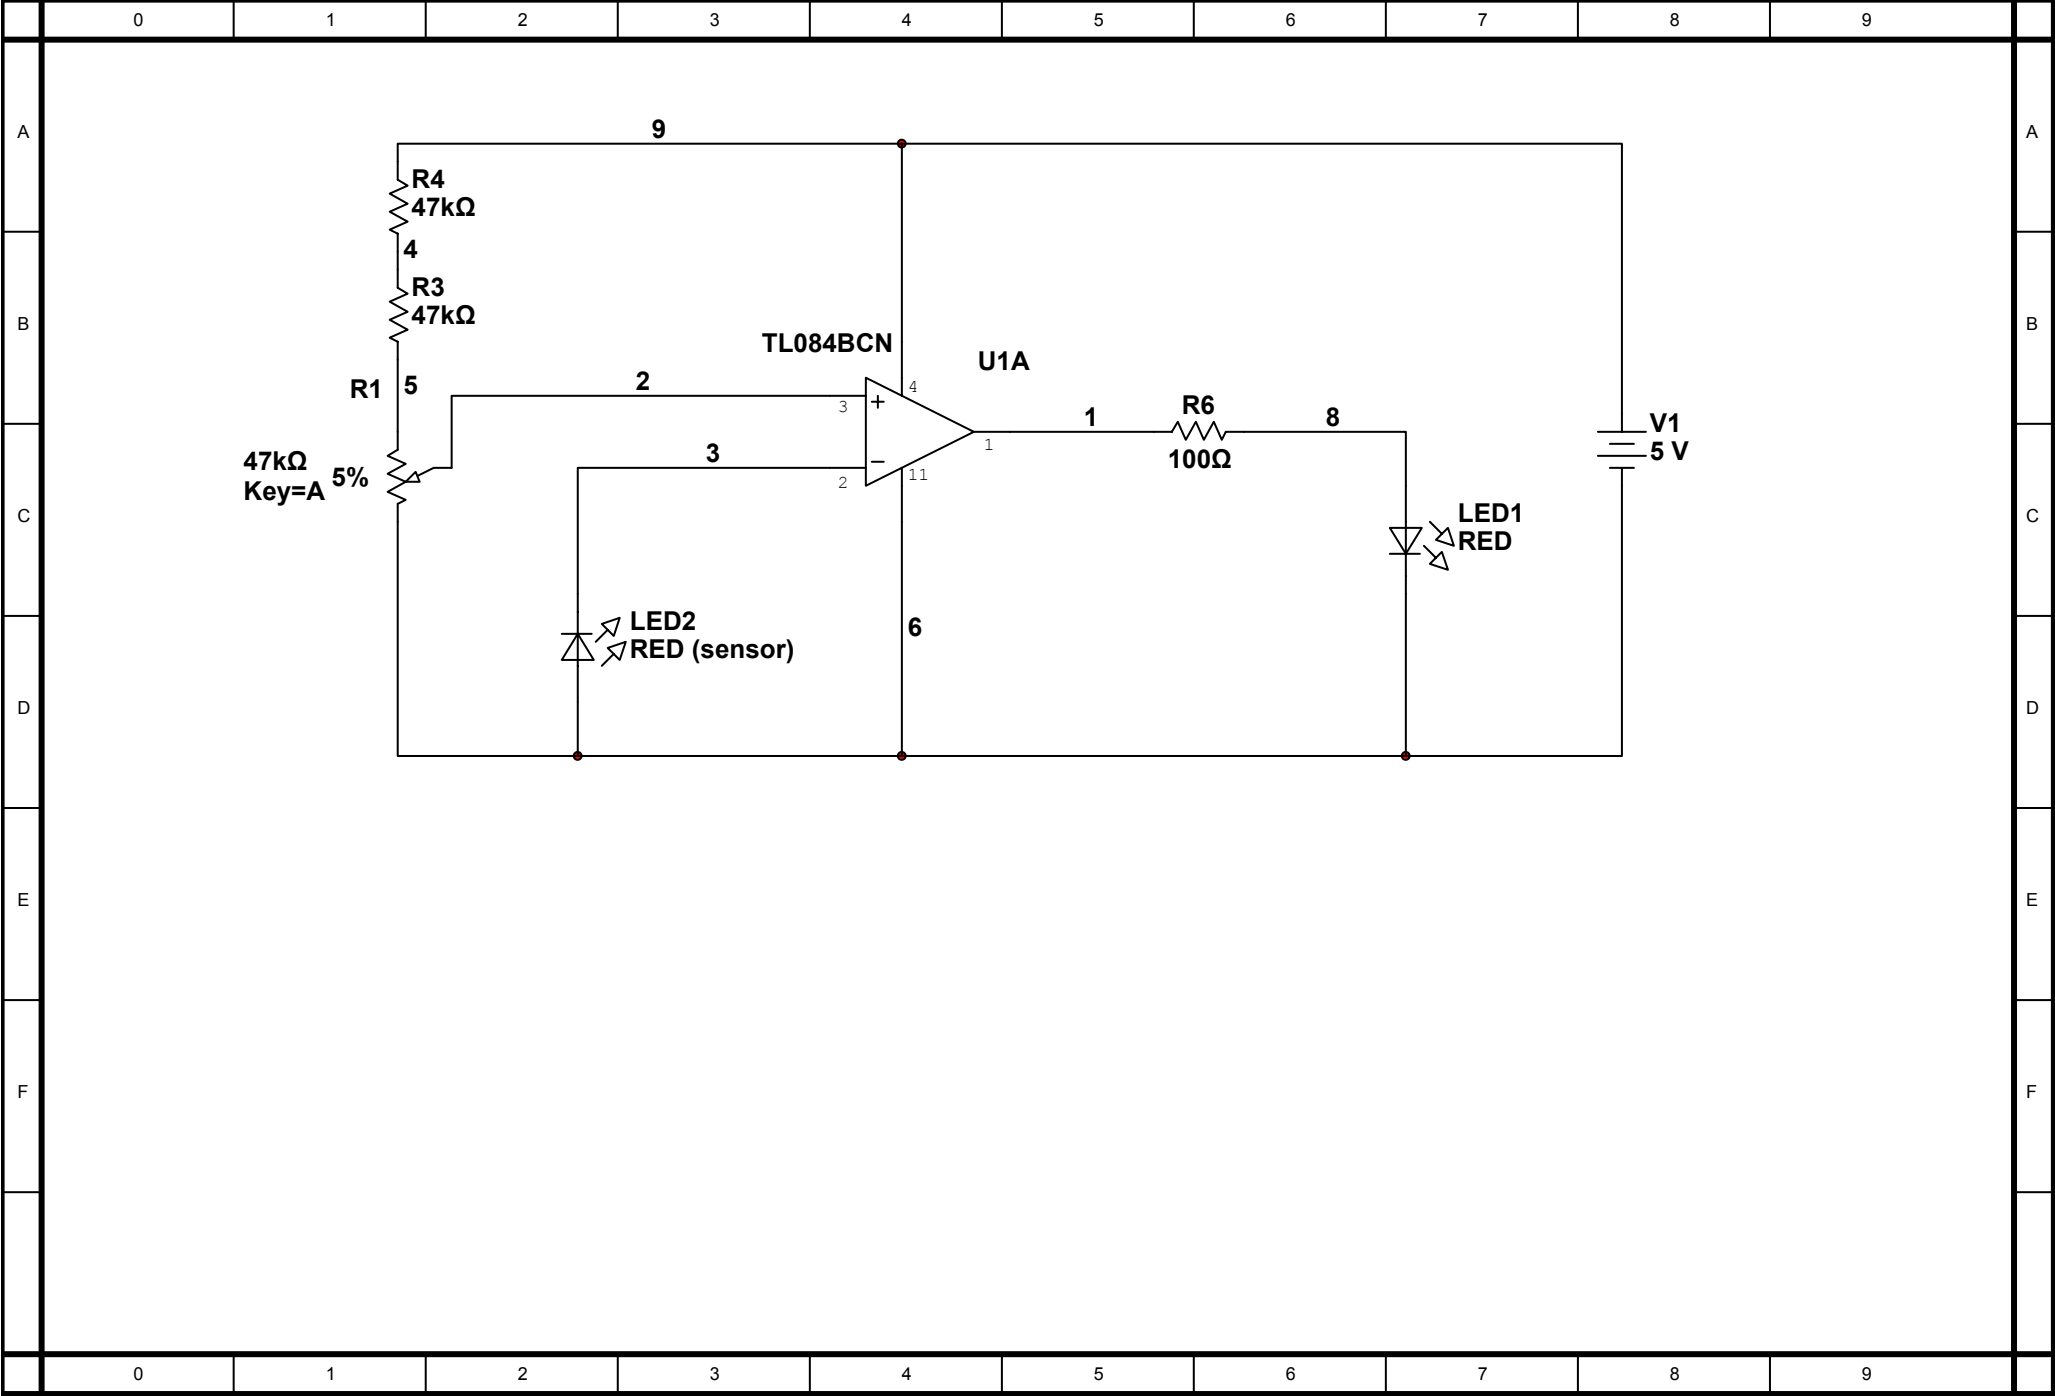 0 1 2 3 4 5 6 7 8 9
A A
9
R4
47kΩ
4
B B
R3
47kΩ
TL084BCN
U1A
R1 5
2
4
3
+
1
R6
8
100Ω
1
V1
5 V
47kΩ
Key=A
5%
3
−
2
11
C C
LED1
RED
LED2
RED (sensor)
6
D D
E E
F F
0 1 2 3 4 5 6 7 8 9